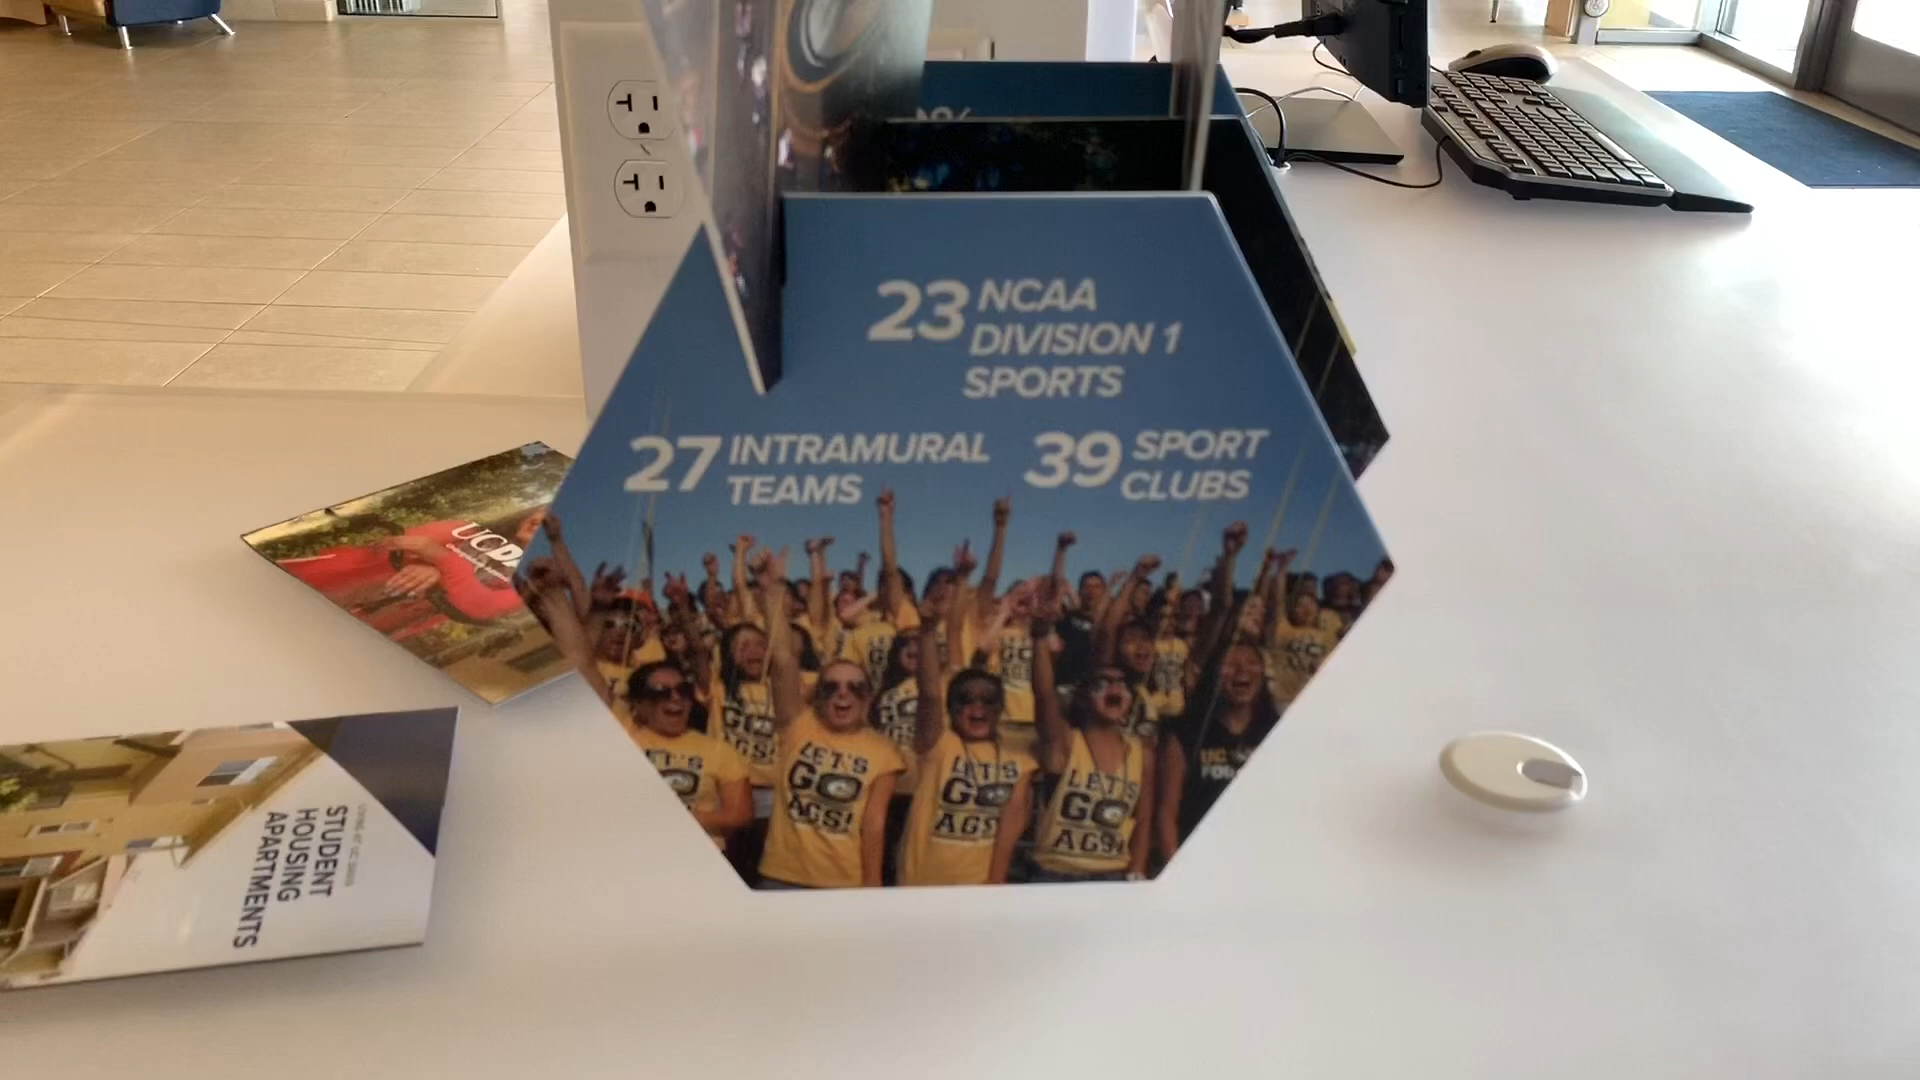 23 NCAA
DIVISION 1
SPORTS
27 INTRAMURAL
TEAMS
39 SPORT
CLUBS
LET'S
GO
AGS!
LET'S
GO
AGS!
LET'S
GO
AGS!
UC
STUDENT
HOUSING
APARTMENTS